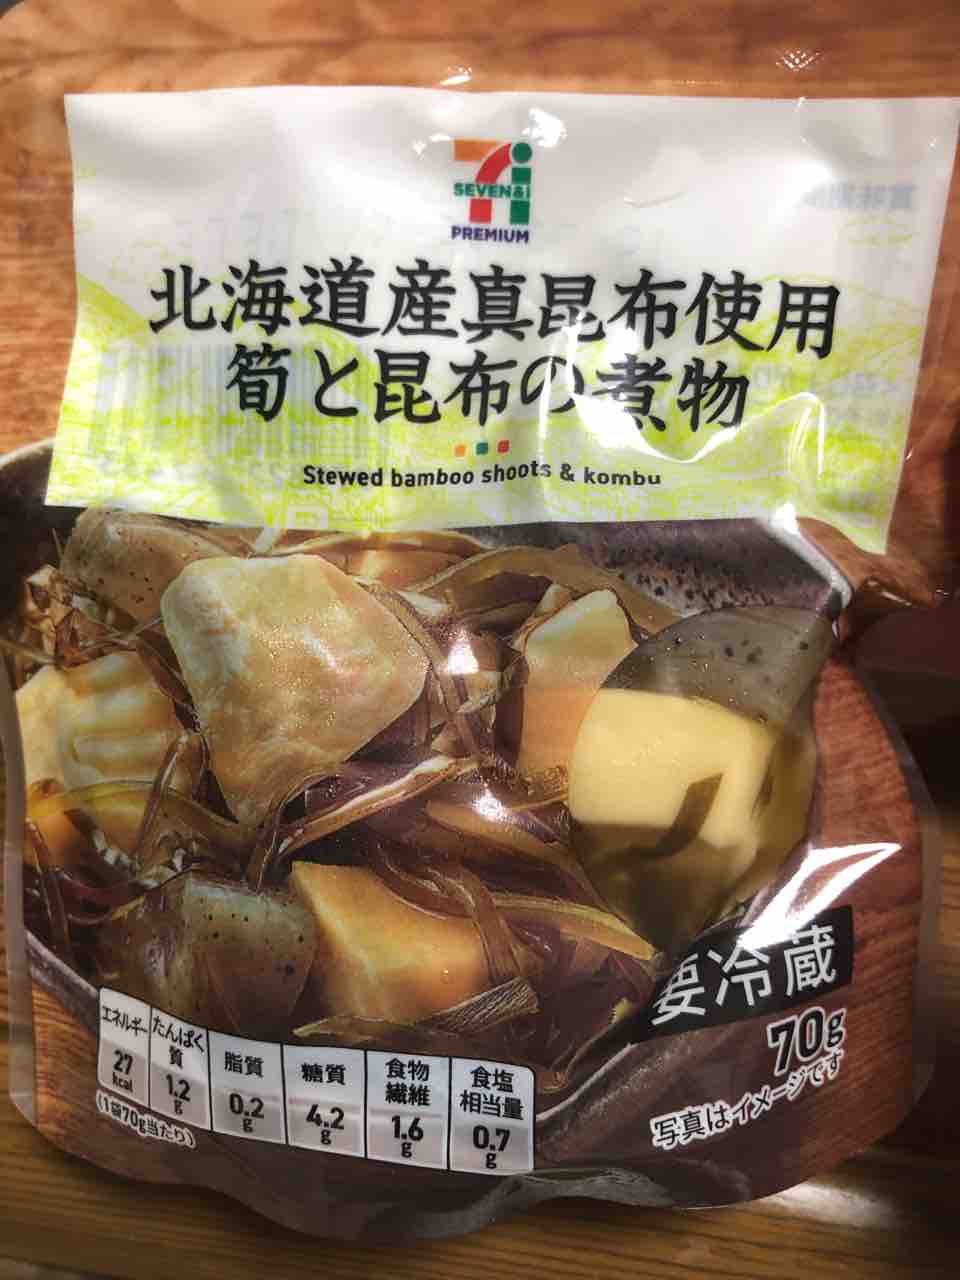 SEVEN&i
PREMIUM
北海道産真昆布使用
筍と昆布の煮物
Stewed bamboo shoots & kombu
要冷蔵
70g
写真はイメージです
エネルギー
27
kcal
たんぱく
質
1.2
g
脂質
0.2
g
糖質
4.2
g
食物
繊維
1.6
g
食塩
相当量
0.7
g
(1袋70g当たり)